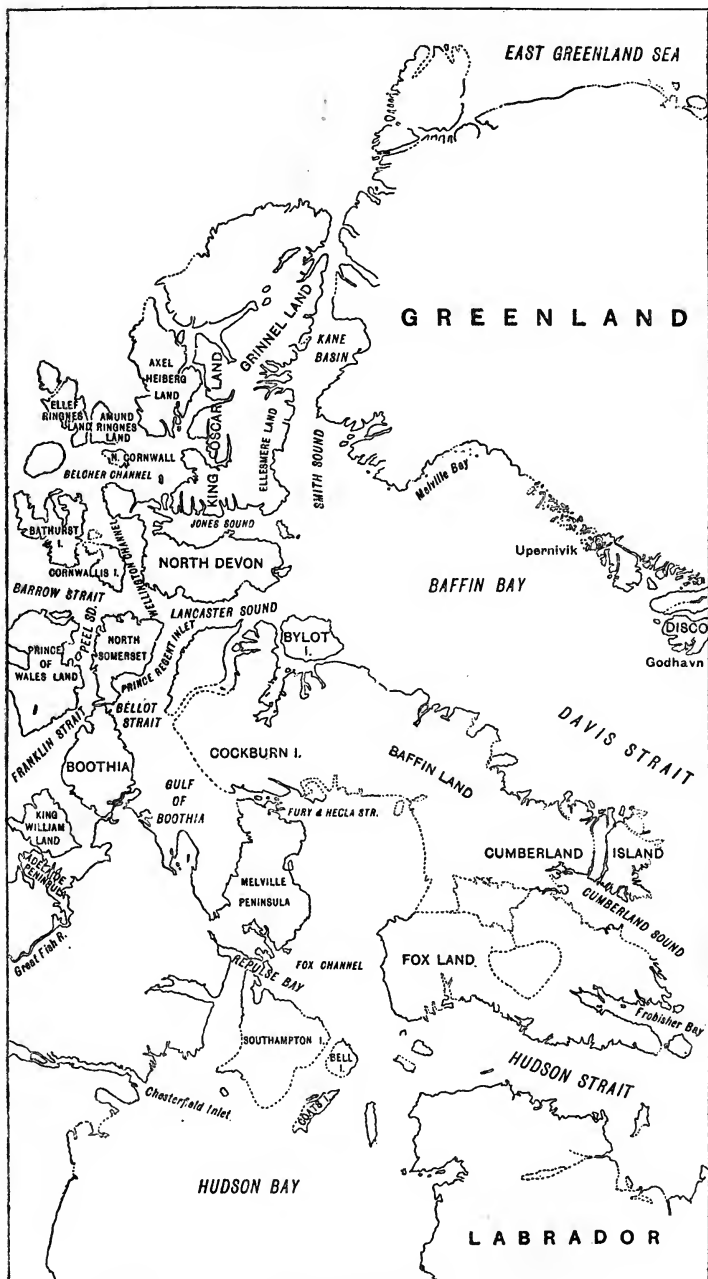 EAST GREENLAND SEA
GREENLAND
GRINNEL LAND
KANE
BASIN
AXEL
HEIBERG
LAND
KING OSCAR LAND
ELLEF
RINGNES
LAND
AMUND
RINGNES
LAND
N. CORNWALL
BELCHER CHANNEL
ELLESMERE LAND
SMITH SOUND
Melville Bay
JONES SOUND
BATHURST
I.
CORNWALLIS I.
WELLINGTON CHANNEL
NORTH DEVON
Upernivik
BAFFIN BAY
BARROW STRAIT
LANCASTER SOUND
DISCO
Godhavn
PEEL SD.
PRINCE
OF
WALES LAND
NORTH
SOMERSET
PRINCE REGENT INLET
BYLOT
I.
BELLOT
STRAIT
FRANKLIN STRAIT
DAVIS STRAIT
BOOTHIA
COCKBURN I.
BAFFIN LAND
GULF
OF
BOOTHIA
FURY & HECLA STR.
KING
WILLIAM
LAND
ADELAIDE
PENINSULA
MELVILLE
PENINSULA
CUMBERLAND ISLAND
CUMBERLAND SOUND
Great Fish R.
REPULSE BAY
FOX CHANNEL
FOX LAND
Frobisher Bay
SOUTHAMPTON I.
BELL
I.
COATS I.
HUDSON STRAIT
Chesterfield Inlet
HUDSON BAY
LABRADOR